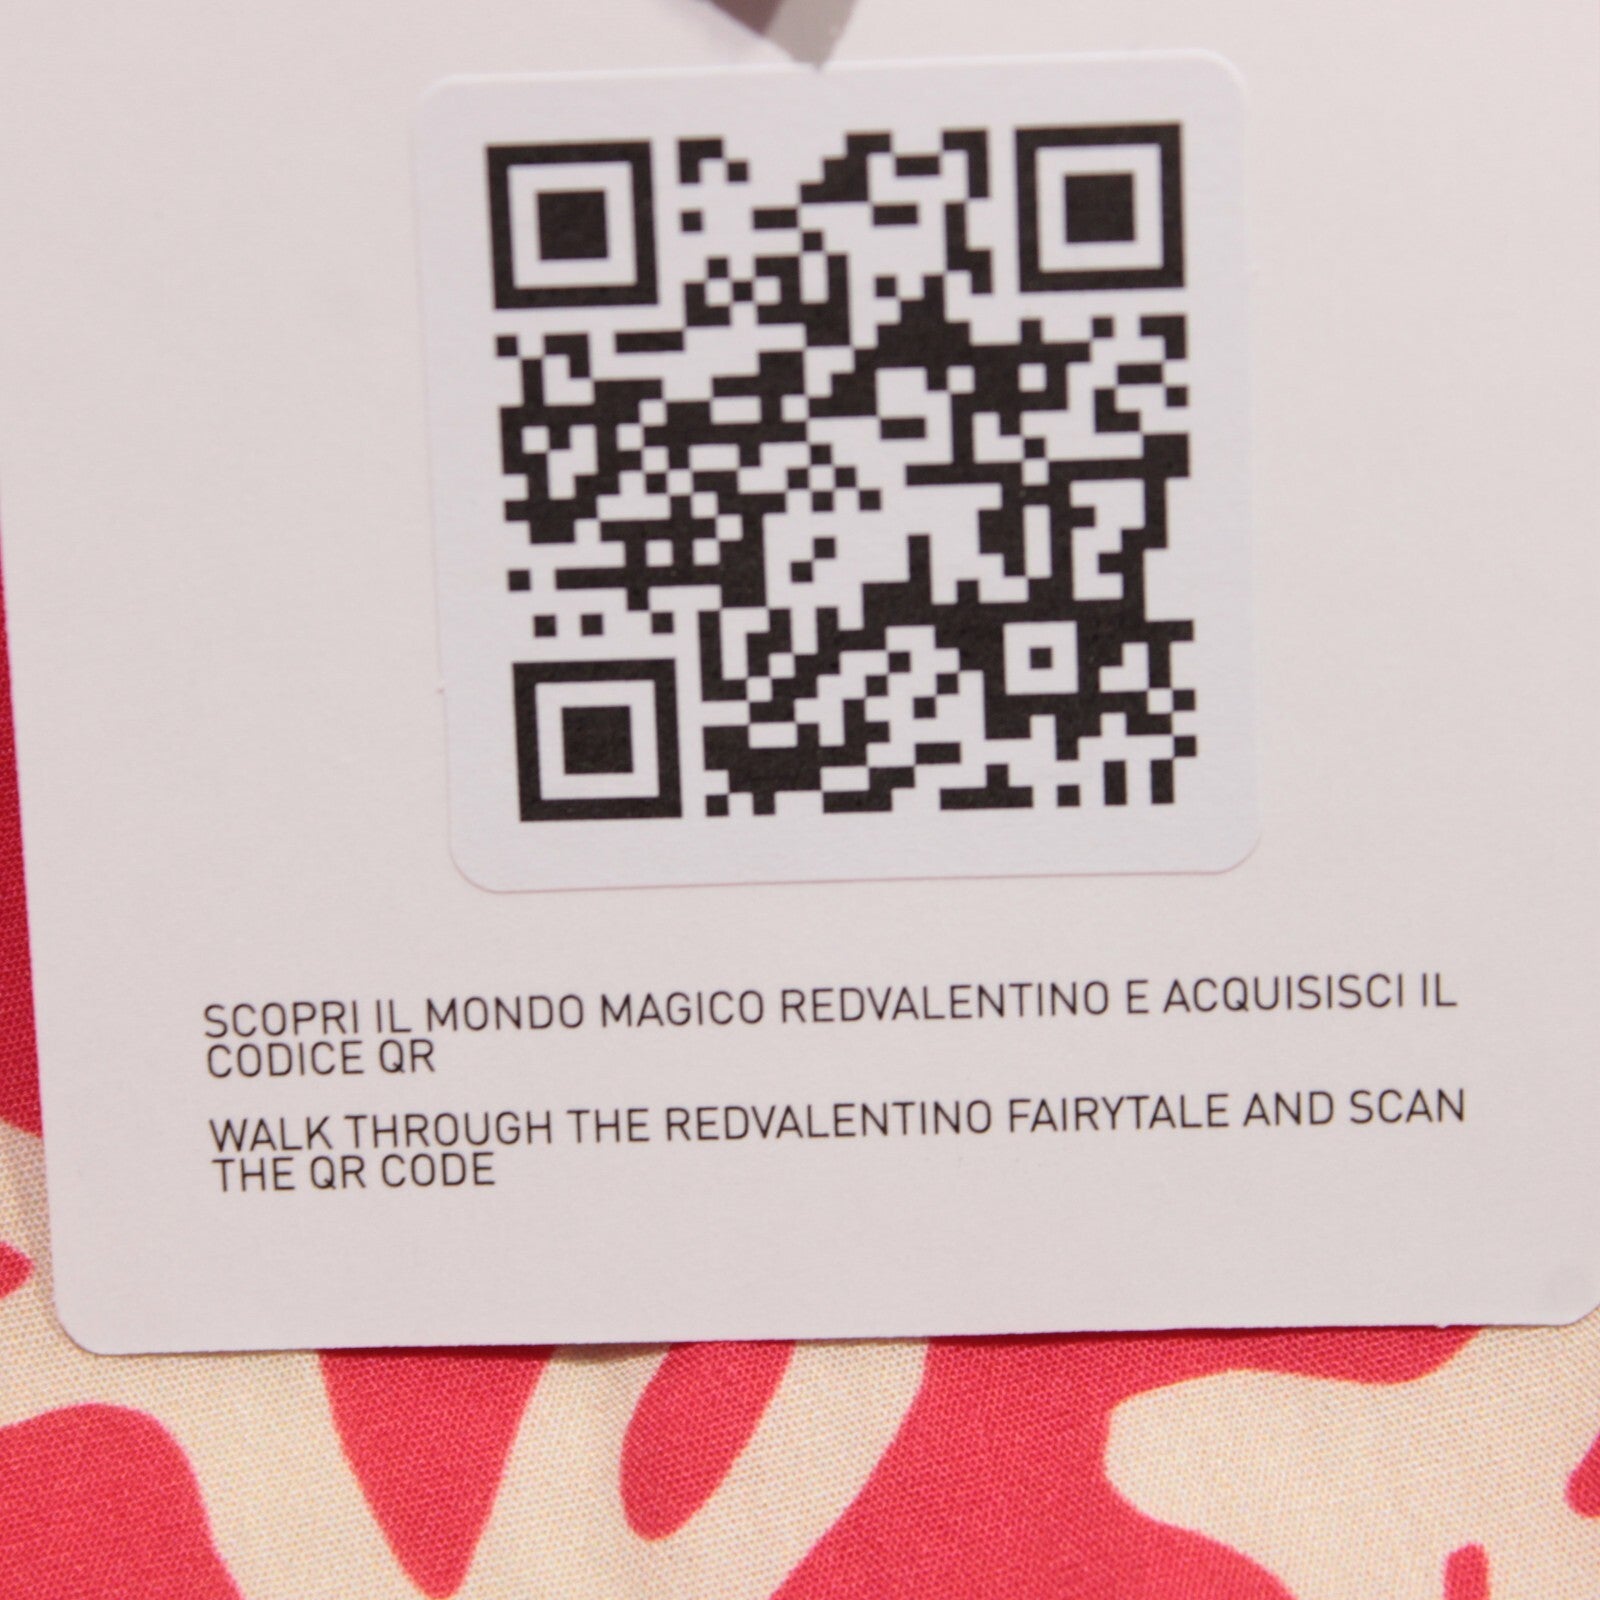 SCOPRI IL MONDO MAGICO REDVALENTINO E ACQUISISCI IL
CODICE QR
WALK THROUGH THE REDVALENTINO FAIRYTALE AND SCAN
THE QR CODE